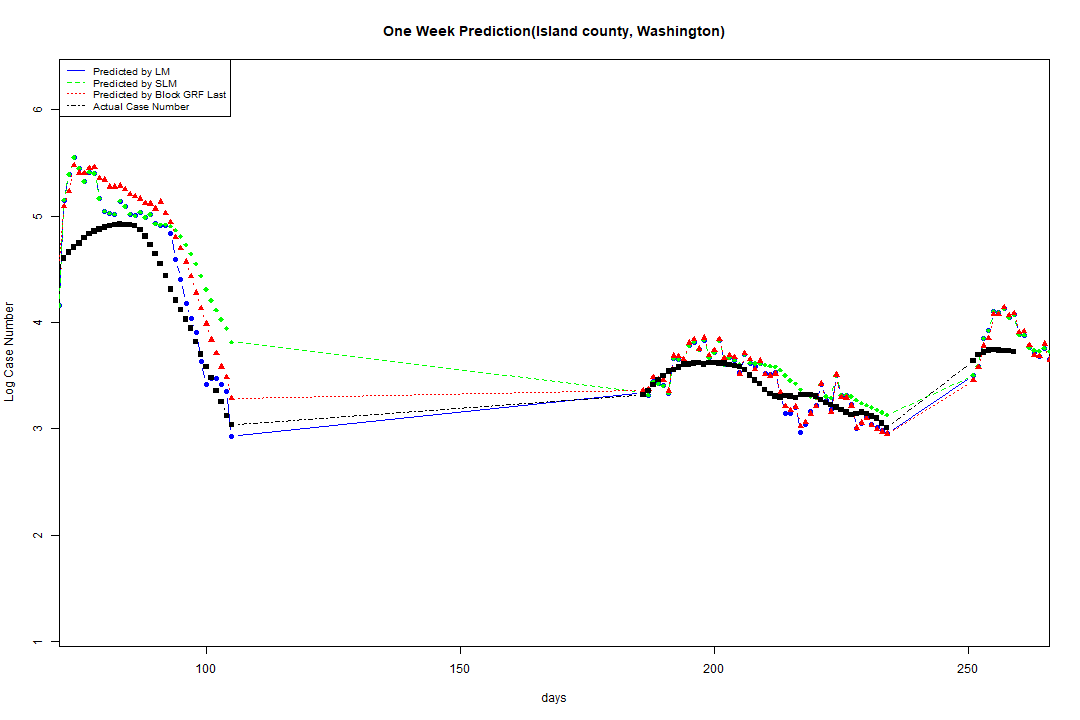 One Week Prediction(Island county, Washington)
Predicted by LM
Predicted by SLM
Predicted by Block GRF Last
Actual Case Number
Log Case Number
6
5
4
3
2
1
100
150
200
250
days